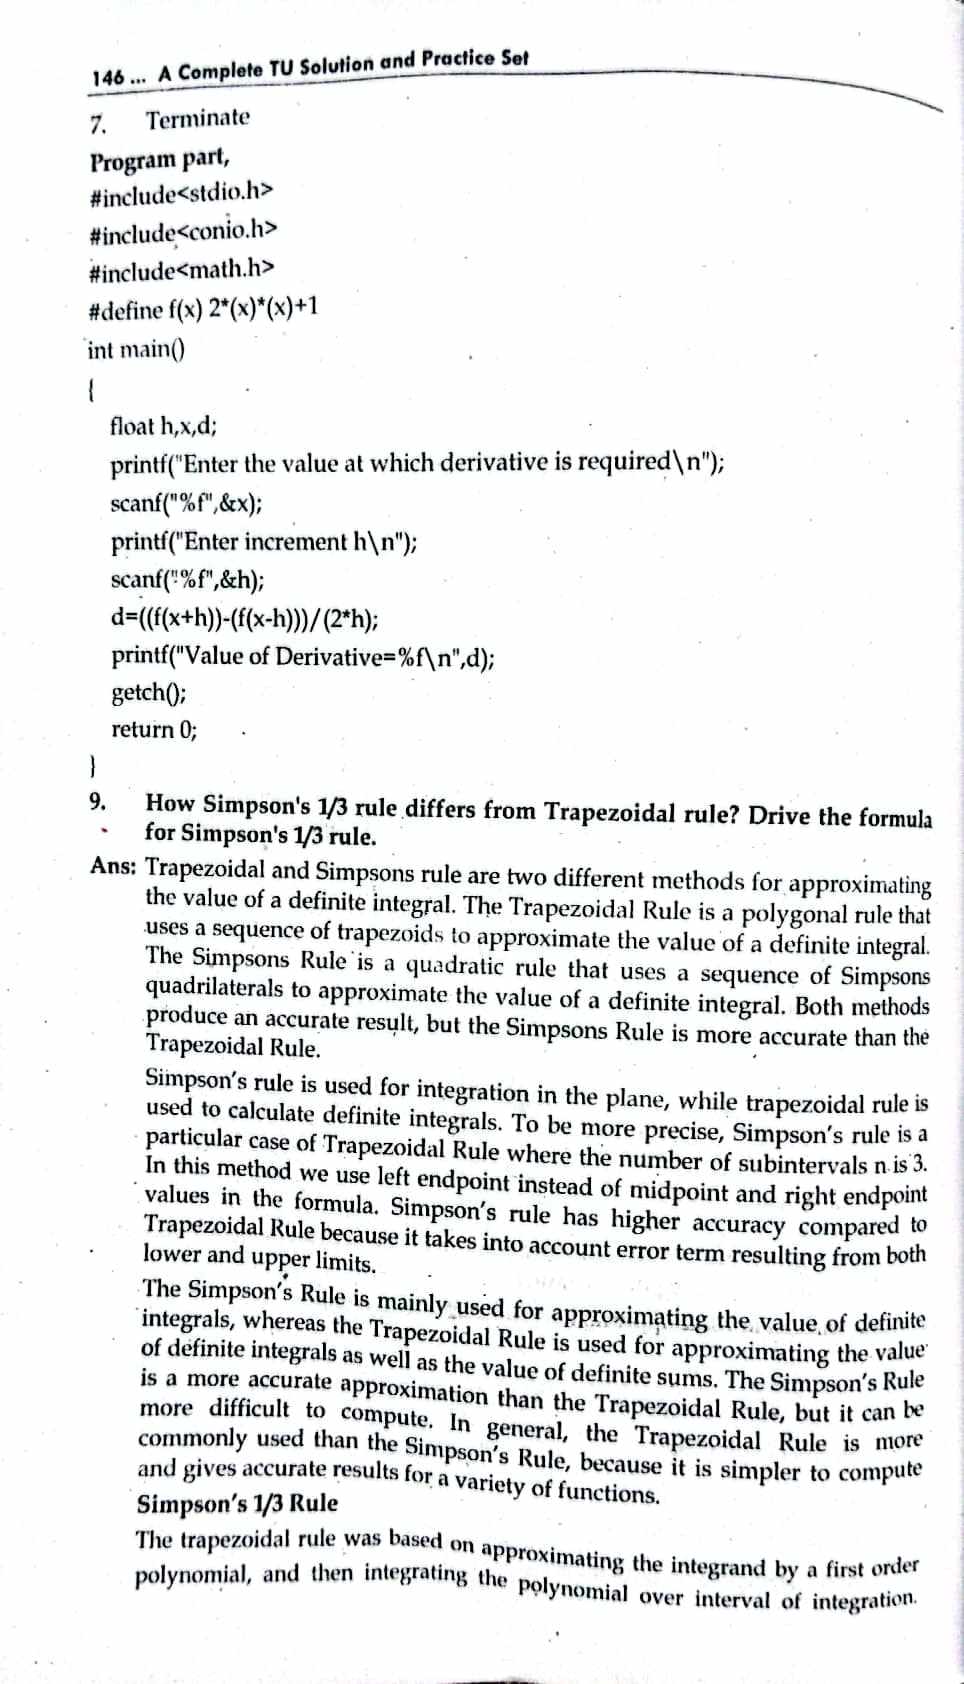 146 ... A Complete TU Solution and Practice Set
7. Terminate
Program part,
#include<stdio.h>
#include<conio.h>
#include<math.h>
#define f(x) 2*(x)*(x)+1
int main()
{
float h,x,d;
printf("Enter the value at which derivative is required\n");
scanf("%f",&x);
printf("Enter increment h\n");
scanf("%f",&h);
d=((f(x+h))-(f(x-h)))/(2*h);
printf("Value of Derivative=%f\n",d);
getch();
return 0;
}
9. How Simpson's 1/3 rule differs from Trapezoidal rule? Drive the formula
for Simpson's 1/3 rule.
Ans: Trapezoidal and Simpsons rule are two different methods for approximating
the value of a definite integral. The Trapezoidal Rule is a polygonal rule that
uses a sequence of trapezoids to approximate the value of a definite integral.
The Simpsons Rule is a quadratic rule that uses a sequence of Simpsons
quadrilaterals to approximate the value of a definite integral. Both methods
produce an accurate result, but the Simpsons Rule is more accurate than the
Trapezoidal Rule.
Simpson's rule is used for integration in the plane, while trapezoidal rule is
used to calculate definite integrals. To be more precise, Simpson's rule is a
particular case of Trapezoidal Rule where the number of subintervals n is 3.
In this method we use left endpoint instead of midpoint and right endpoint
values in the formula. Simpson's rule has higher accuracy compared to
Trapezoidal Rule because it takes into account error term resulting from both
lower and upper limits.
The Simpson's Rule is mainly used for approximating the value of definite
integrals, whereas the Trapezoidal Rule is used for approximating the value
of definite integrals as well as the value of definite sums. The Simpson's Rule
is a more accurate approximation than the Trapezoidal Rule, but it can be
more difficult to compute. In general, the Trapezoidal Rule is more
commonly used than the Simpson's Rule, because it is simpler to compute
and gives accurate results for a variety of functions.
Simpson's 1/3 Rule
The trapezoidal rule was based on approximating the integrand by a first order
polynomial, and then integrating the polynomial over interval of integration.